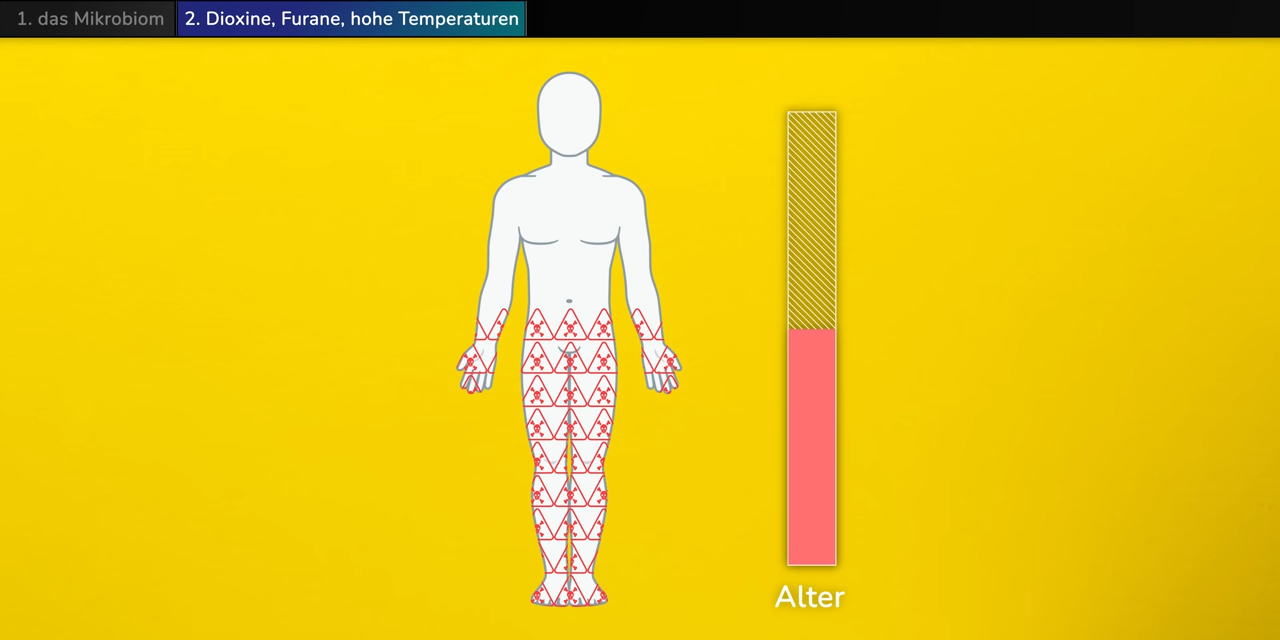 1. das Mikrobiom
2. Dioxine, Furane, hohe Temperaturen
Alter